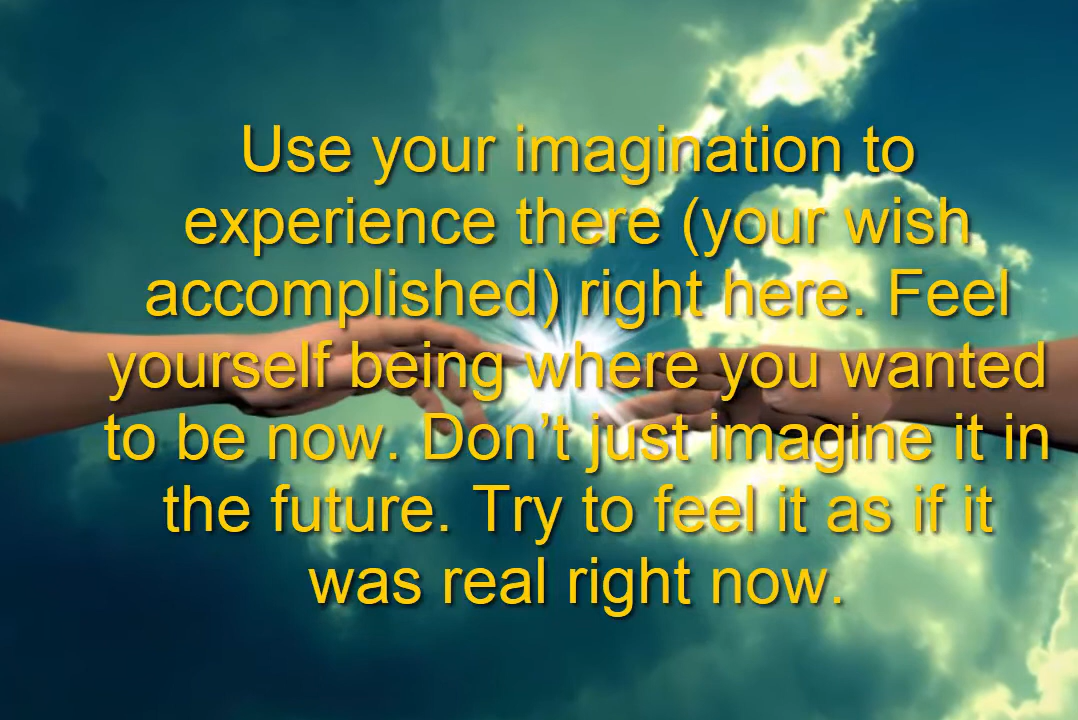 Use your imagination to
experience there (your wish
accomplished) right here. Feel
yourself being where you wanted
to be now. Don’t just imagine it in
the future. Try to feel it as if it
was real right now.